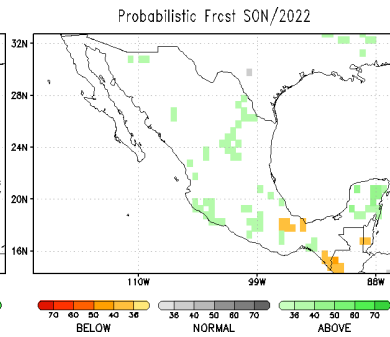 Probabilistic Frcst SON/2022
32N
28N
24N
20N
16N
110W 99W 88W
70 60 50 40 36 36 40 50 60 70 36 40 50 60 70
BELOW NORMAL ABOVE